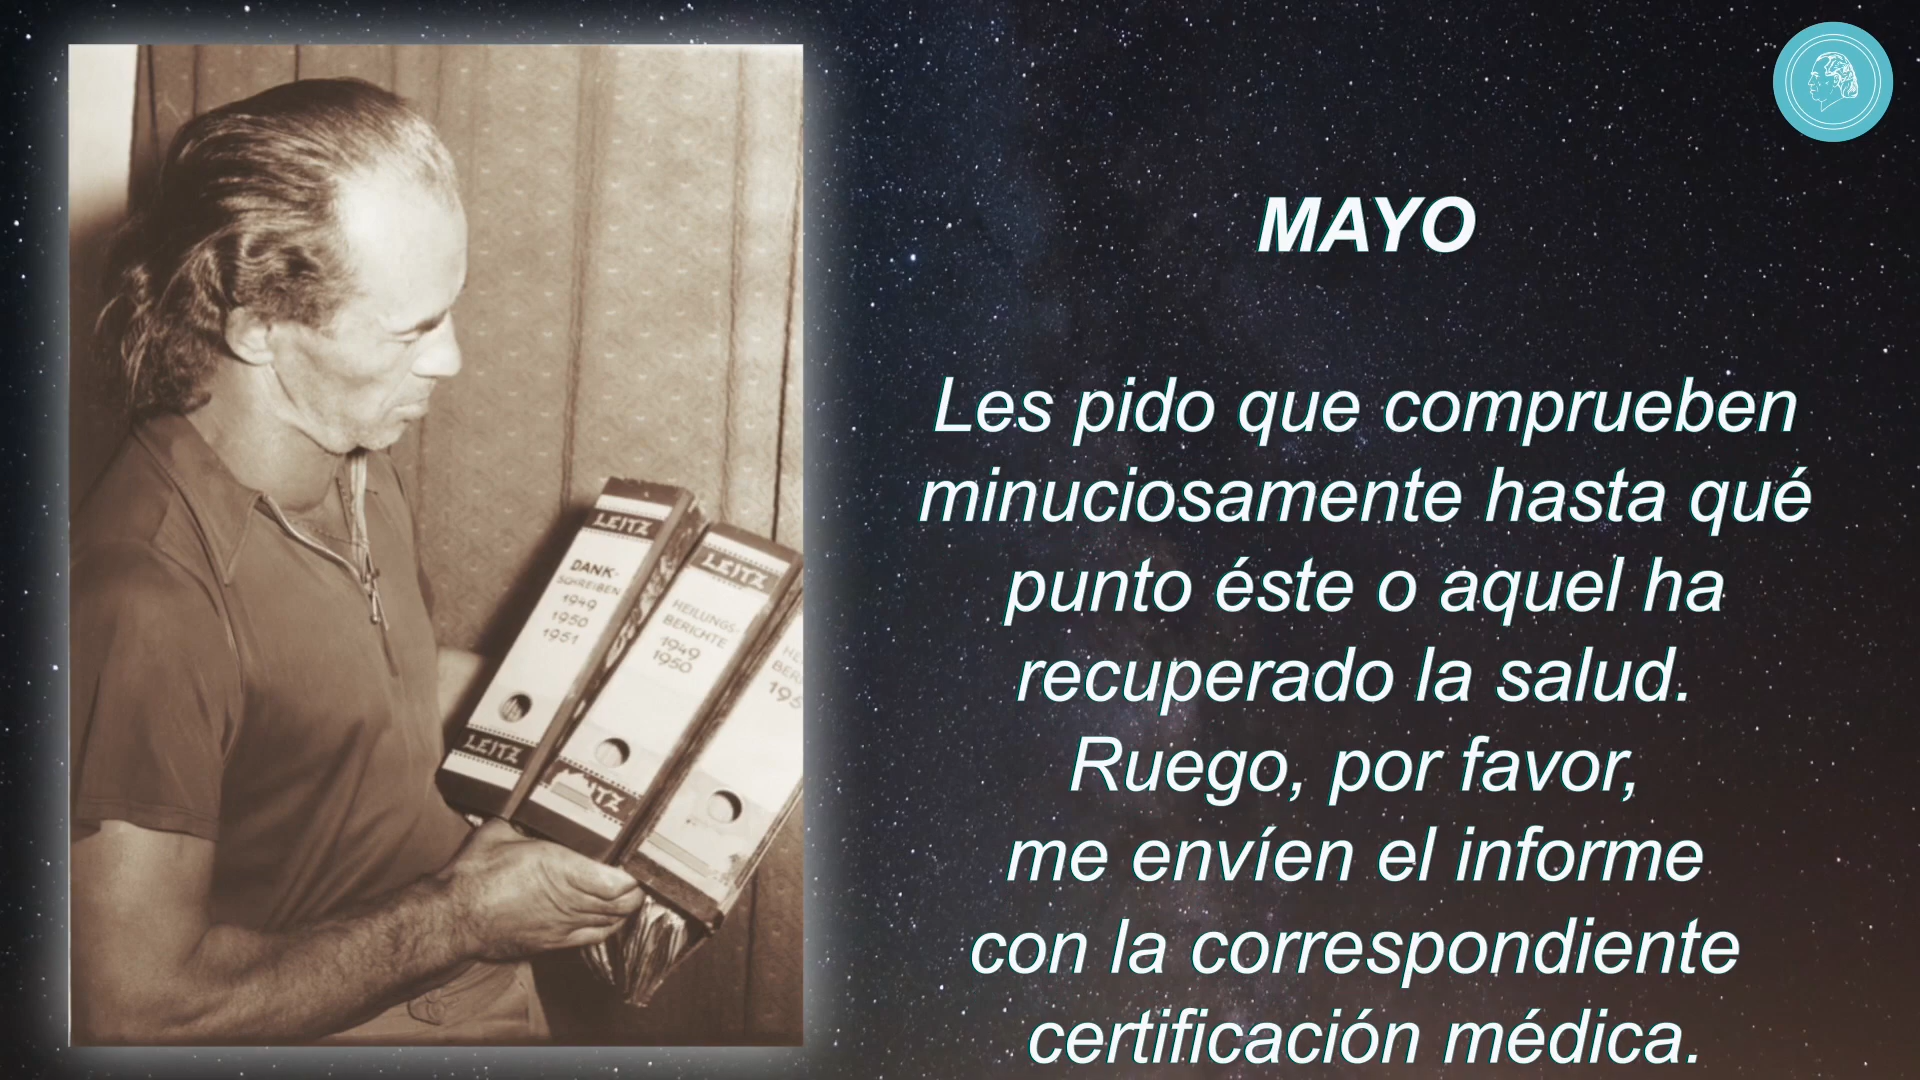 MAYO
Les pido que comprueben
minuciosamente hasta qué
punto éste o aquel ha
recuperado la salud.
Ruego, por favor,
me envíen el informe
con la correspondiente
certificación médica.
LEITZ
DANK-
SCHREIBEN
1949
1950
1951
LEITZ
LEITZ
HEILUNGS-
BERICHTE
1949
1950